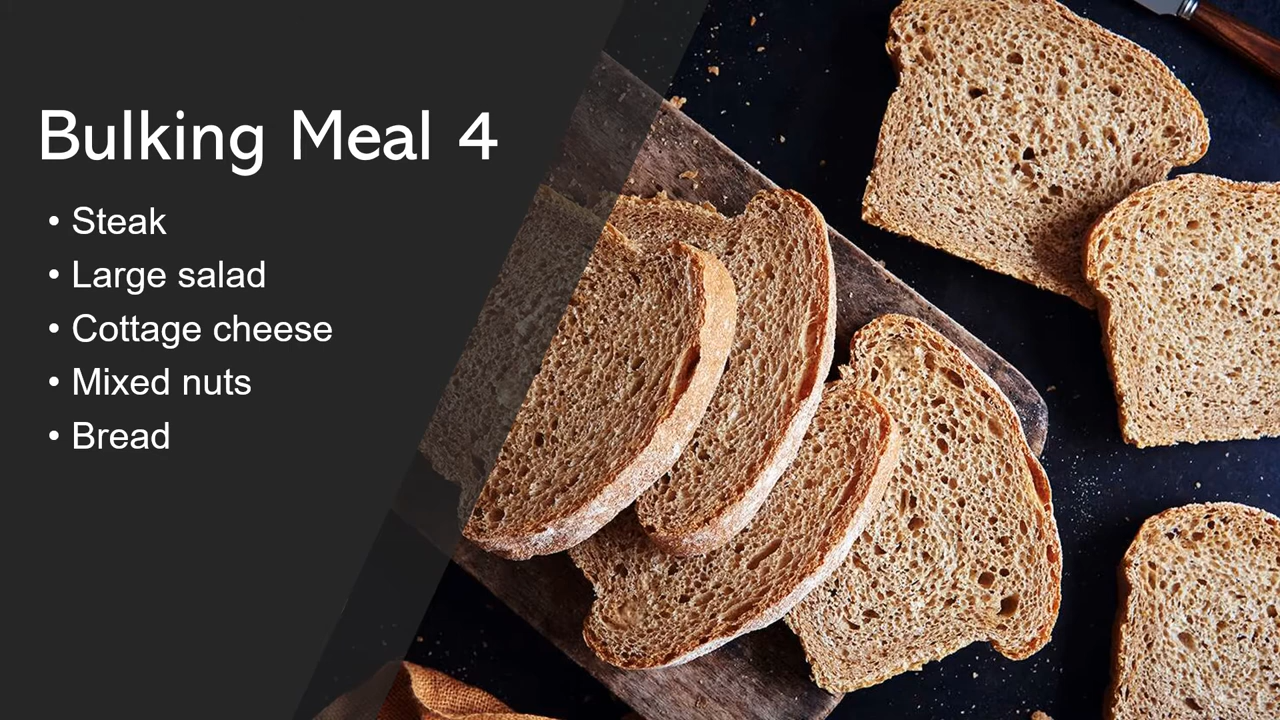 Bulking Meal 4
• Steak
• Large salad
• Cottage cheese
• Mixed nuts
• Bread